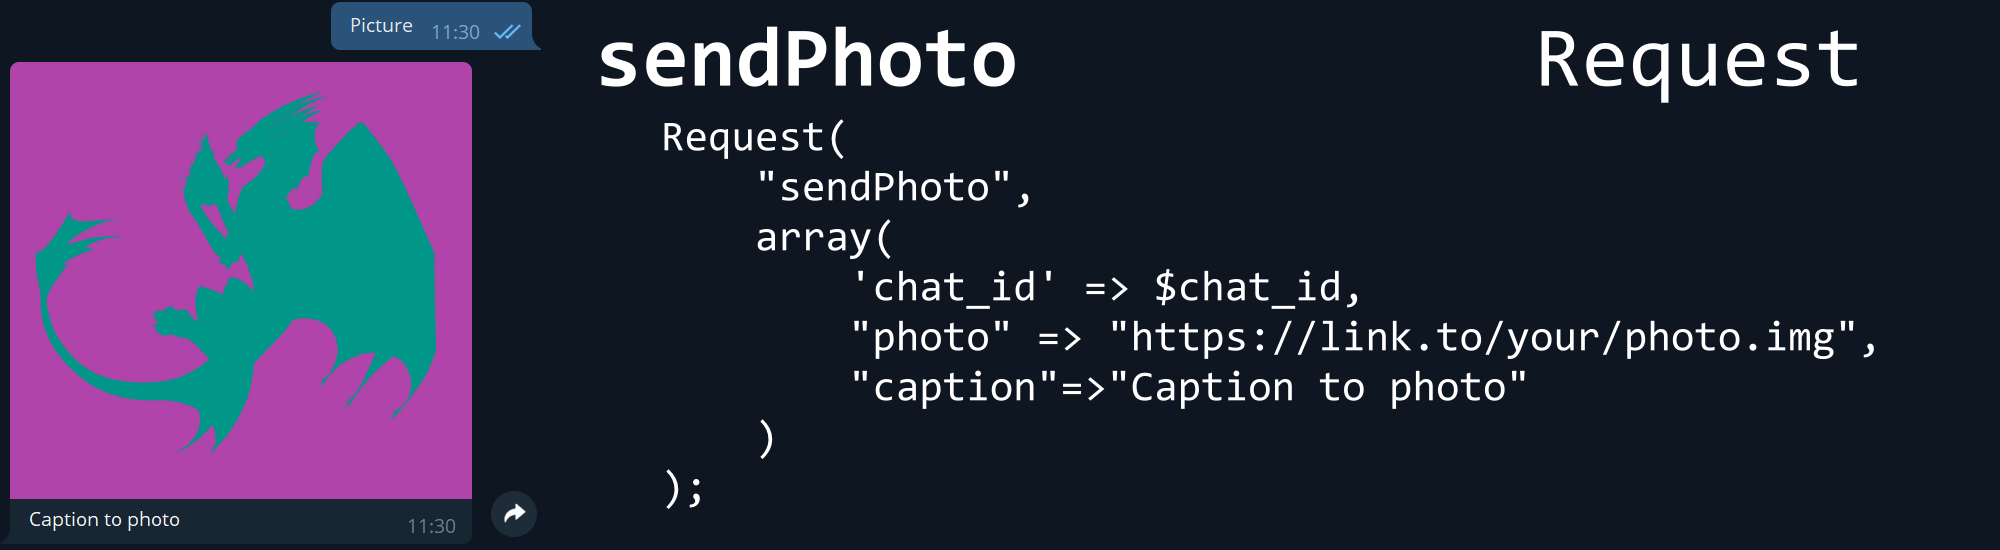 Picture 11:30
Caption to photo 11:30
sendPhoto Request
Request(
"sendPhoto",
array(
'chat_id' => $chat_id,
"photo" => "https://link.to/your/photo.img",
"caption"=>"Caption to photo"
)
);